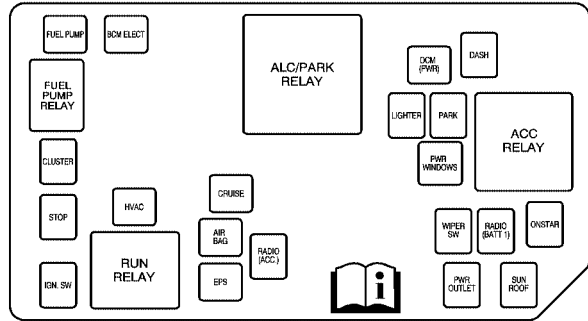 FUEL PUMP
BCM ELECT
FUEL
PUMP
RELAY
ALC/PARK
RELAY
DCM
(PWR)
DASH
LIGHTER
PARK
ACC
RELAY
PWR
WINDOWS
CLUSTER
STOP
HVAC
CRUISE
AIR
BAG
RADIO
(ACC.)
WIPER
SW
RADIO
(BATT 1)
ONSTAR
IGN. SW
RUN
RELAY
EPS
i
PWR
OUTLET
SUN
ROOF